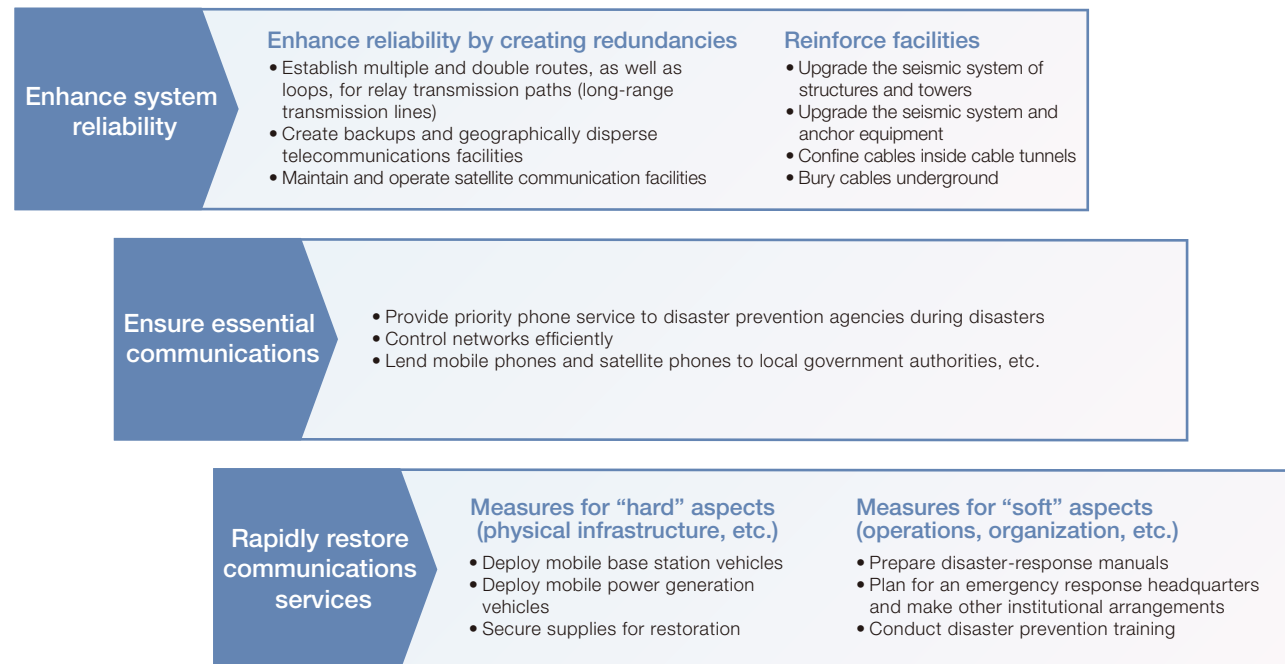 Enhance system
reliability
Enhance reliability by creating redundancies
• Establish multiple and double routes, as well as
loops, for relay transmission paths (long-range
transmission lines)
• Create backups and geographically disperse
telecommunications facilities
• Maintain and operate satellite communication facilities
Reinforce facilities
• Upgrade the seismic system of
structures and towers
• Upgrade the seismic system and
anchor equipment
• Confine cables inside cable tunnels
• Bury cables underground
Ensure essential
communications
• Provide priority phone service to disaster prevention agencies during disasters
• Control networks efficiently
• Lend mobile phones and satellite phones to local government authorities, etc.
Rapidly restore
communications
services
Measures for “hard” aspects
(physical infrastructure, etc.)
• Deploy mobile base station vehicles
• Deploy mobile power generation
vehicles
• Secure supplies for restoration
Measures for “soft” aspects
(operations, organization, etc.)
• Prepare disaster-response manuals
• Plan for an emergency response headquarters
and make other institutional arrangements
• Conduct disaster prevention training